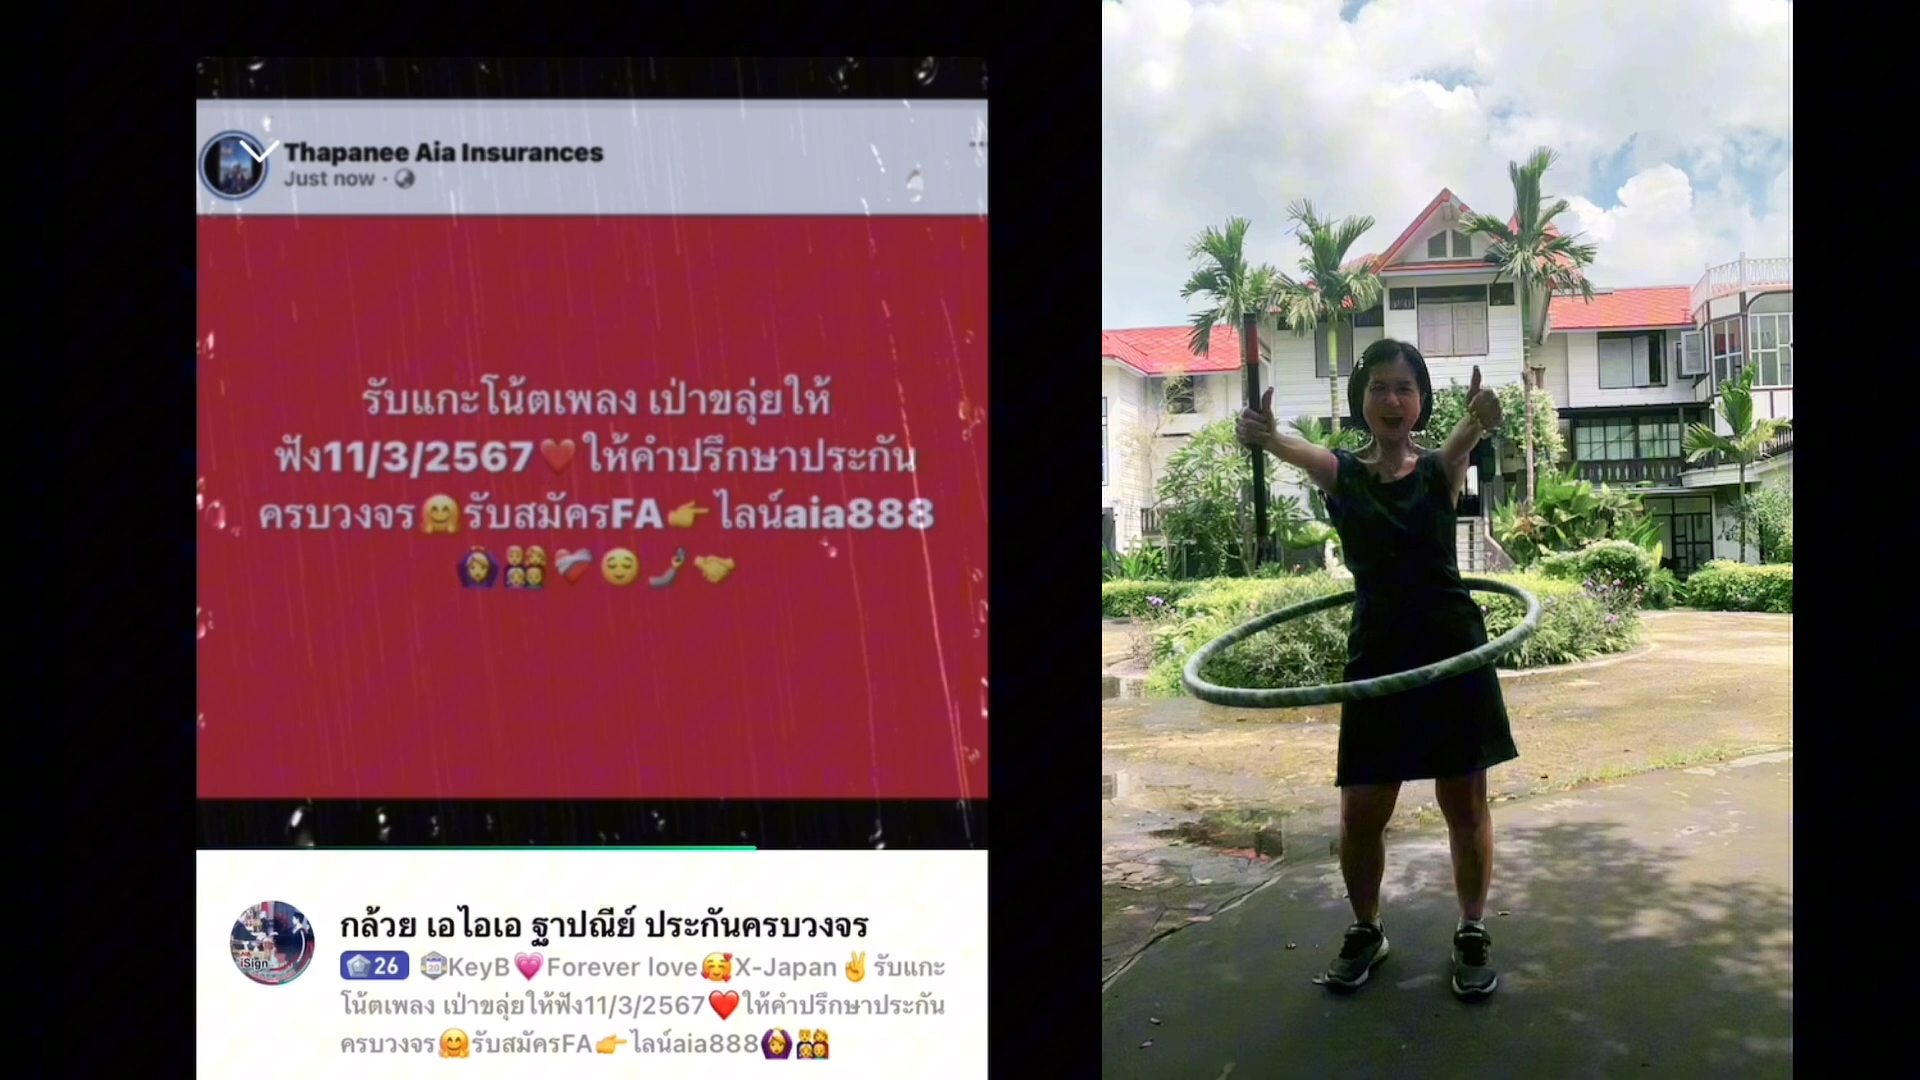 Thapanee Aia Insurances
Just now
รับแกะโน้ตเพลง เป่าขลุ่ยให้
ฟัง11/3/2567❤️ให้คำปรึกษาประกัน
ครบวงจร🤗รับสมัครFA👉ไลน์aia888
🙆‍♀️👨‍👩‍👧‍👦❤️‍🩹😌🤳🤝
กล้วย เอไอเอ ฐาปณีย์ ประกันครบวงจร
iSign
26 20 KeyB💗Forever love🥰X-Japan✌️รับแกะ
โน้ตเพลง เป่าขลุ่ยให้ฟัง11/3/2567❤️ให้คำปรึกษาประกัน
ครบวงจร🤗รับสมัครFA👉ไลน์aia888🙆‍♀️👨‍👩‍👧‍👦